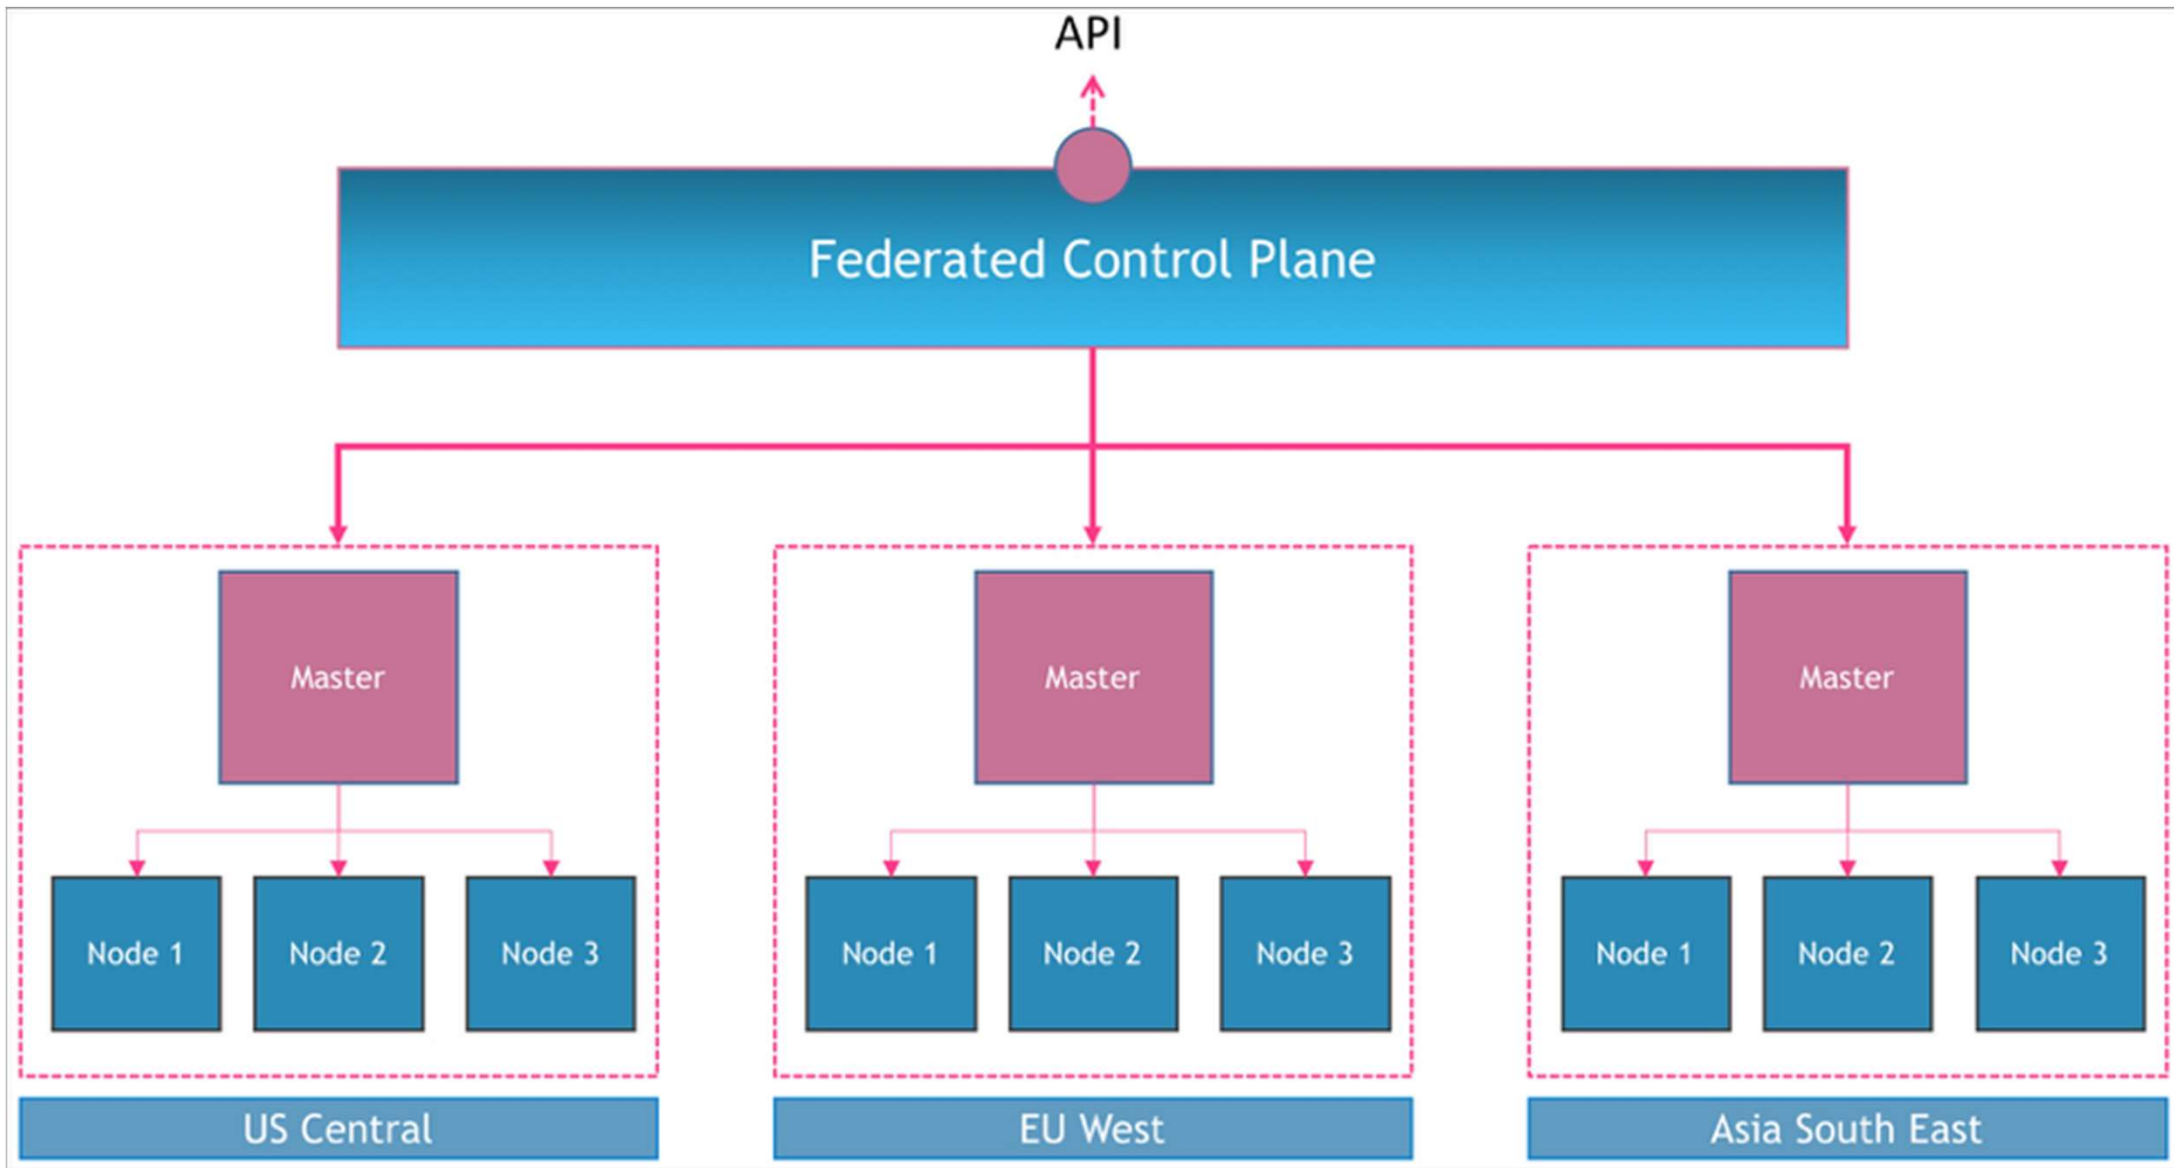 API
Federated Control Plane
Master
Master
Master
Node 1
Node 2
Node 3
Node 1
Node 2
Node 3
Node 1
Node 2
Node 3
US Central
EU West
Asia South East